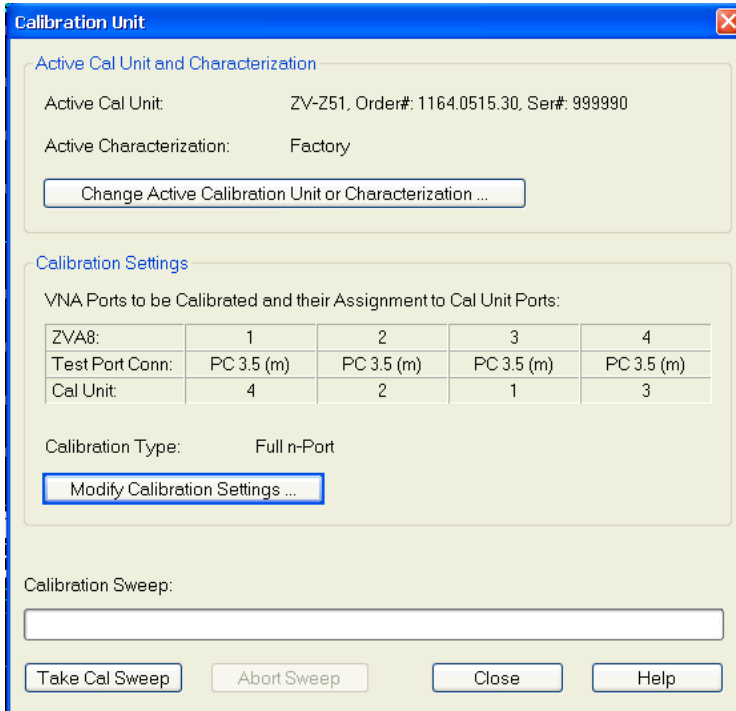 Calibration Unit
Active Cal Unit and Characterization
Active Cal Unit: ZV-Z51, Order#: 1164.0515.30, Ser#: 999990
Active Characterization: Factory
Change Active Calibration Unit or Characterization ...
Calibration Settings
VNA Ports to be Calibrated and their Assignment to Cal Unit Ports:
ZVA8: 1 2 3 4
Test Port Conn: PC 3.5 (m) PC 3.5 (m) PC 3.5 (m) PC 3.5 (m)
Cal Unit: 4 2 1 3
Calibration Type: Full n-Port
Modify Calibration Settings ...
Calibration Sweep:
Take Cal Sweep Abort Sweep Close Help